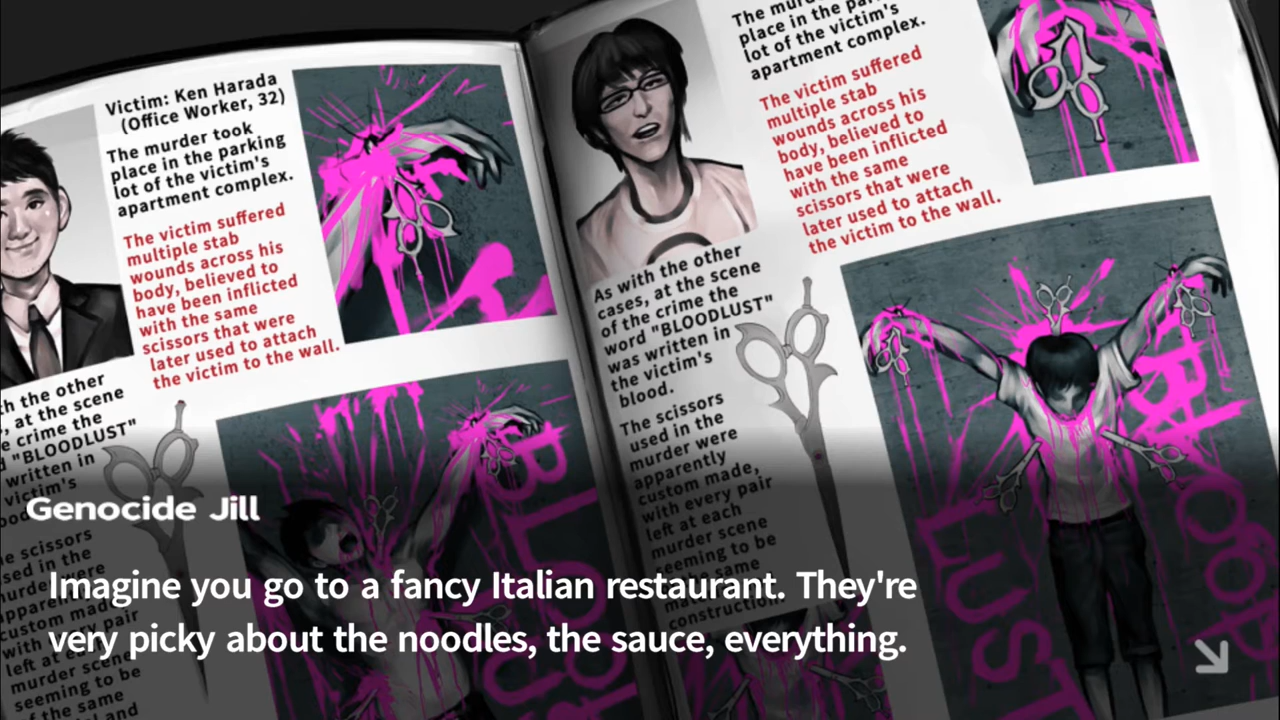 Victim: Ken Harada
(Office Worker, 32)
The murder took
place in the parking
lot of the victim's
apartment complex.
The victim suffered
multiple stab
wounds across his
body, believed to
have been inflicted
with the same
scissors that were
later used to attach
the victim to the wall.
the other
, at the scene
crime the
"BLOODLUST"
written in
victim's
scissors
used in the
murder were
custom made
with every pair
left at
murder scene
seeming to be
of the same
and
BLOOD
The murder
place in the
lot of the victim's
apartment complex.
The victim suffered
multiple stab
wounds across his
body, believed to
have been inflicted
with the same
scissors that were
later used to attach
the victim to the wall.
As with the other
cases, at the scene
of the crime the
word "BLOODLUST"
was written in
the victim's
blood.
The scissors
used in the
murder were
apparently
custom made,
with every pair
left at each
murder scene
seeming to be
same
construction.
BLOOD
LUST
Genocide Jill
Imagine you go to a fancy Italian restaurant. They're
very picky about the noodles, the sauce, everything.